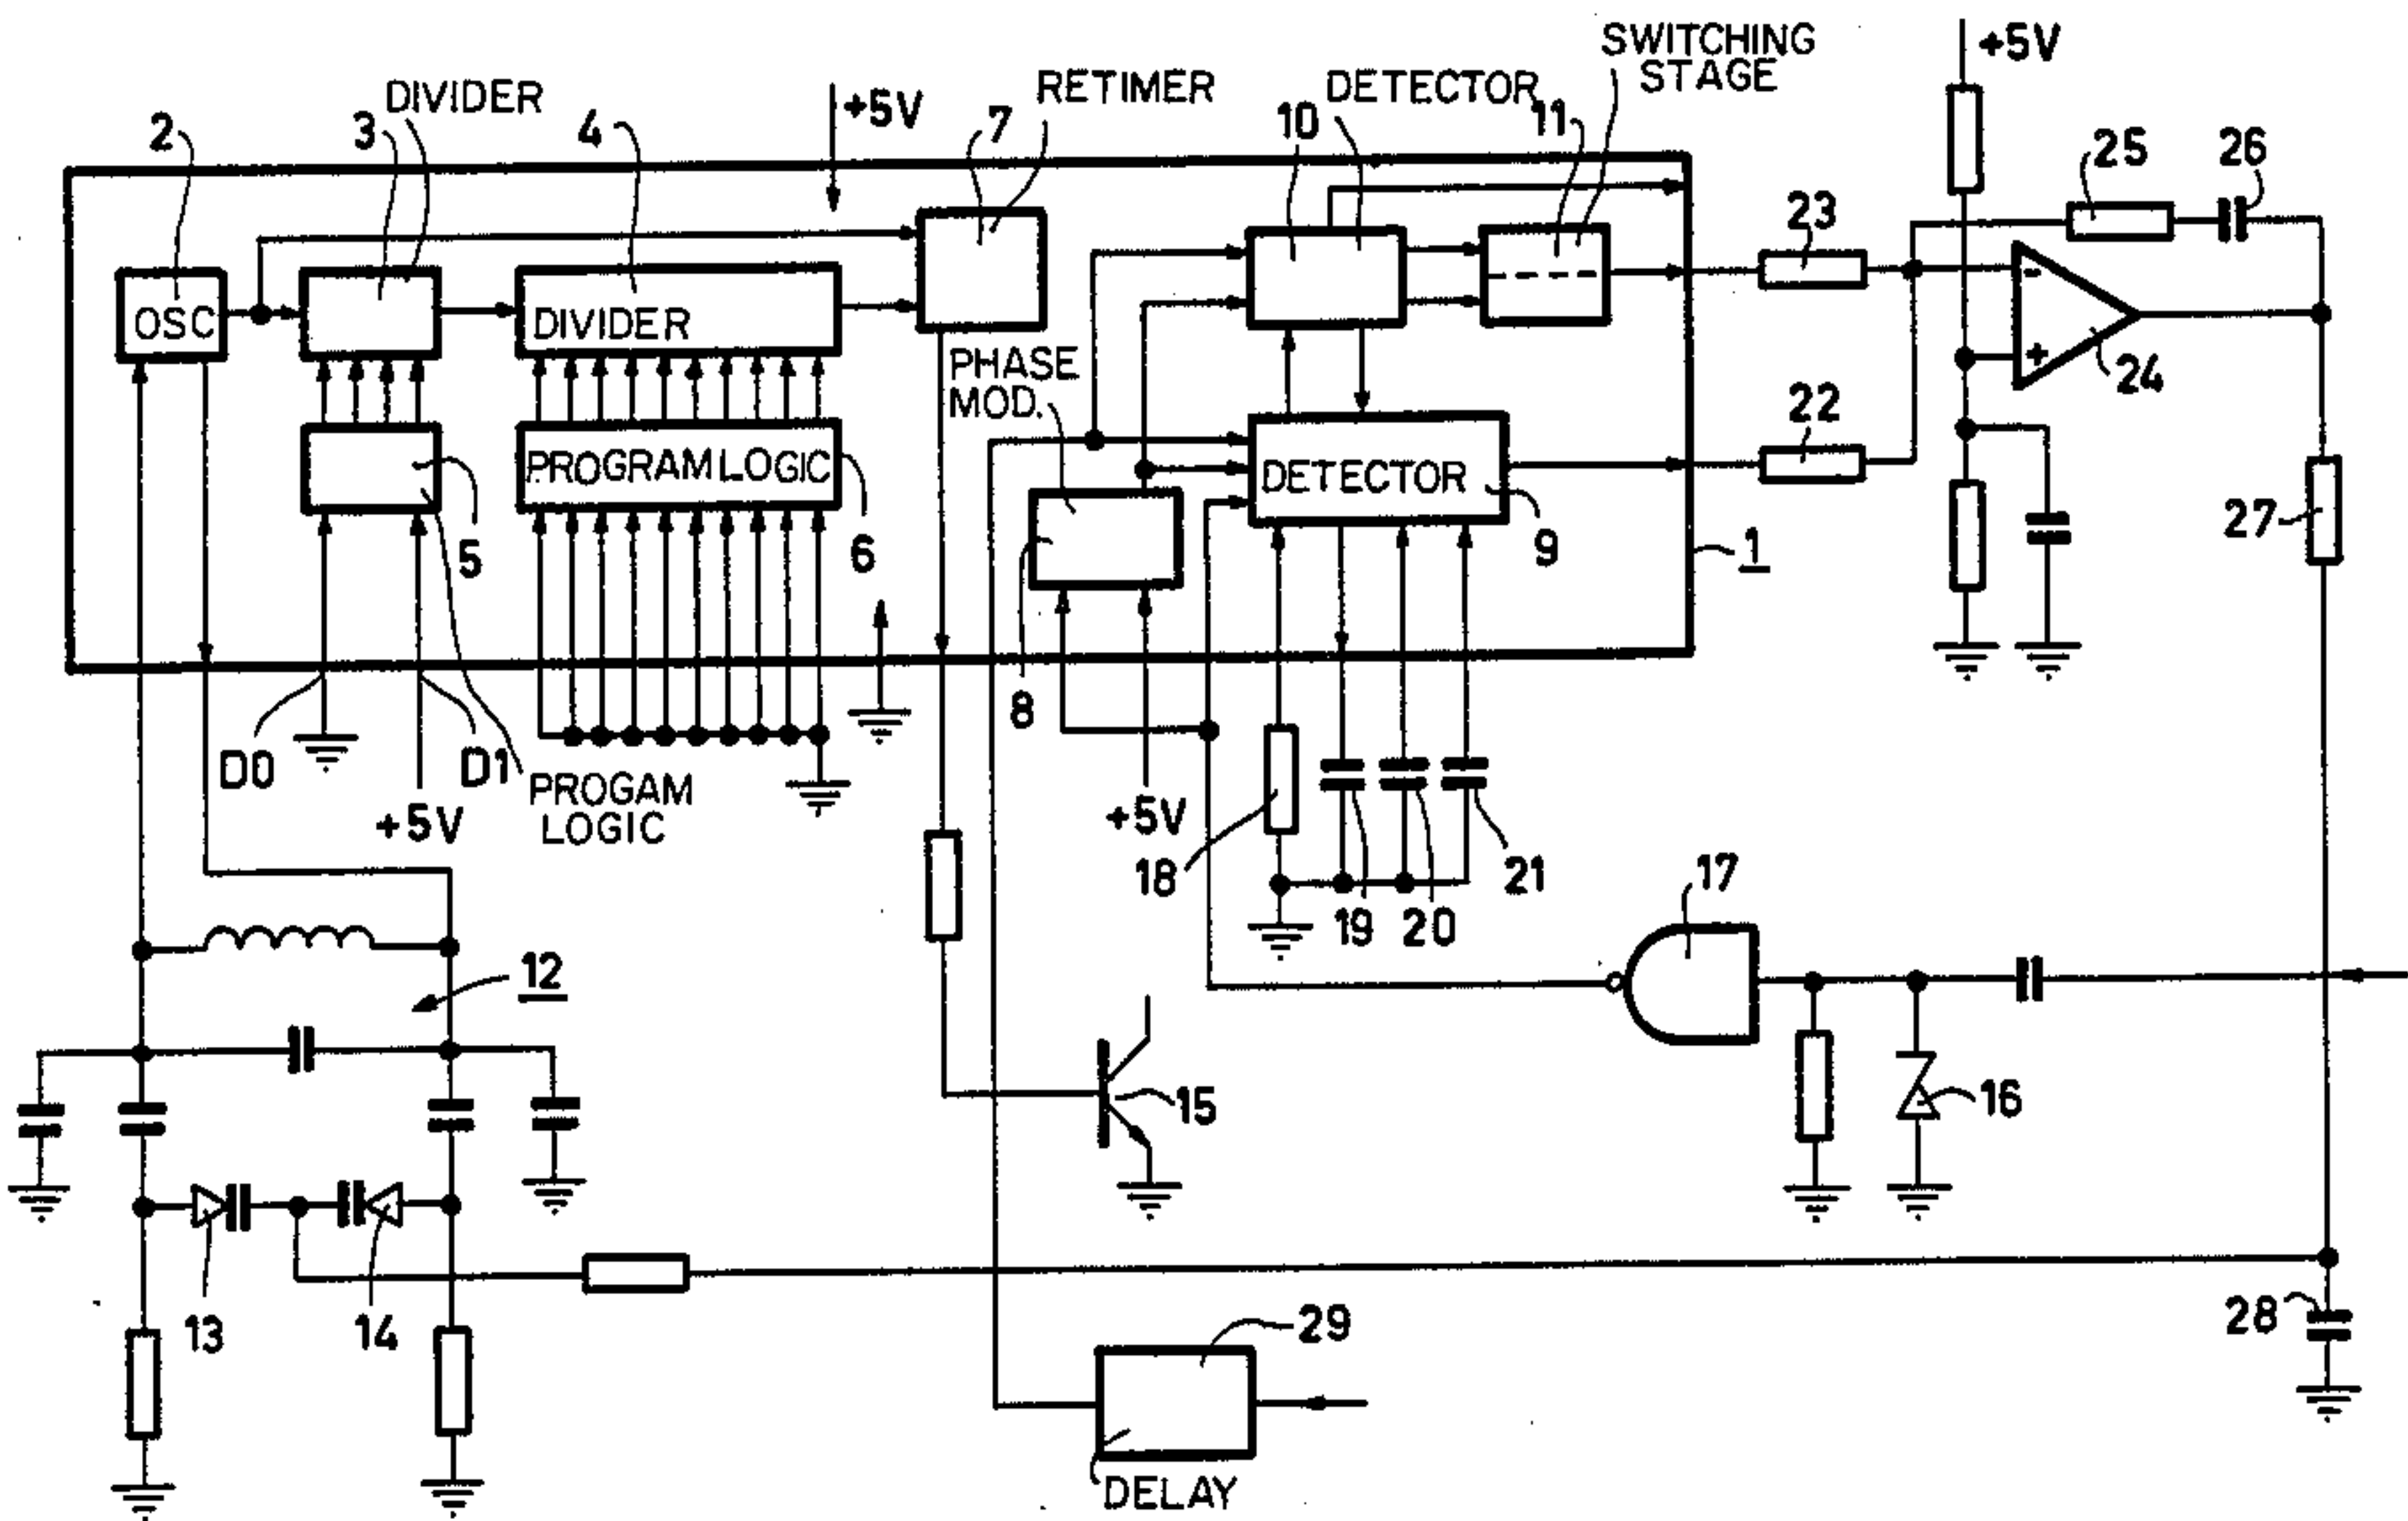 SWITCHING
STAGE
+5V
DIVIDER
RETIMER
DETECTOR
2
3
4
+5V
7
10
11
25
26
23
OSC
DIVIDER
-
+
24
PHASE
MOD.
22
PROGRAM LOGIC
DETECTOR
5
6
9
1
27
8
D0
D1
+5V
PROGAM
LOGIC
+5V
18
19
20
21
17
12
15
16
13
14
29
28
DELAY